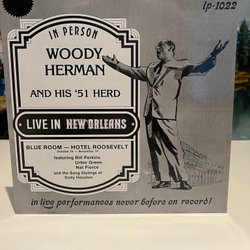 lp-1022
IN PERSON
WOODY
HERMAN
AND HIS '51 HERD
LIVE IN NEW ORLEANS
BLUE ROOM — HOTEL ROOSEVELT
featuring Bill Perkins
Urbie Green
Nat Pierce
and the Song Stylings of
Dolly Houston
in live performances never before on record!